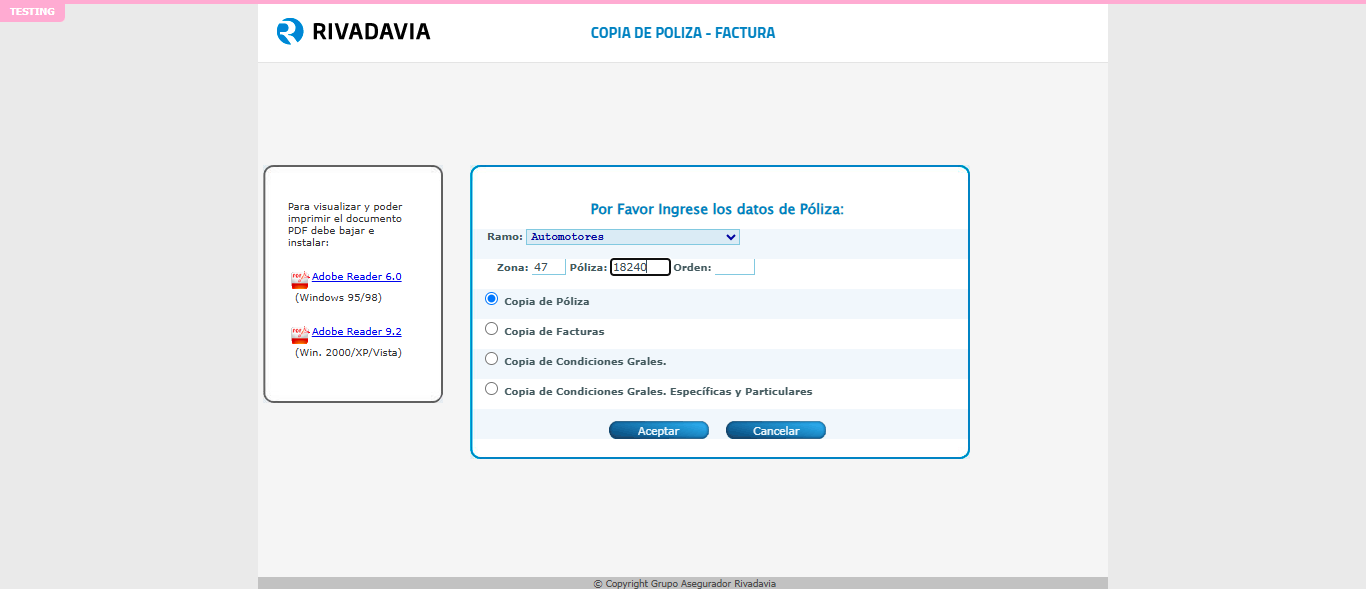 TESTING
RIVADAVIA
COPIA DE POLIZA - FACTURA
Para visualizar y poder
imprimir el documento
PDF debe bajar e
instalar:
Adobe Reader 6.0
(Windows 95/98)
Adobe Reader 9.2
(Win. 2000/XP/Vista)
Por Favor Ingrese los datos de Póliza:
Ramo: Automotores
Zona: 47 Póliza: 18240 Orden:
Copia de Póliza
Copia de Facturas
Copia de Condiciones Grales.
Copia de Condiciones Grales. Específicas y Particulares
Aceptar Cancelar
© Copyright Grupo Asegurador Rivadavia